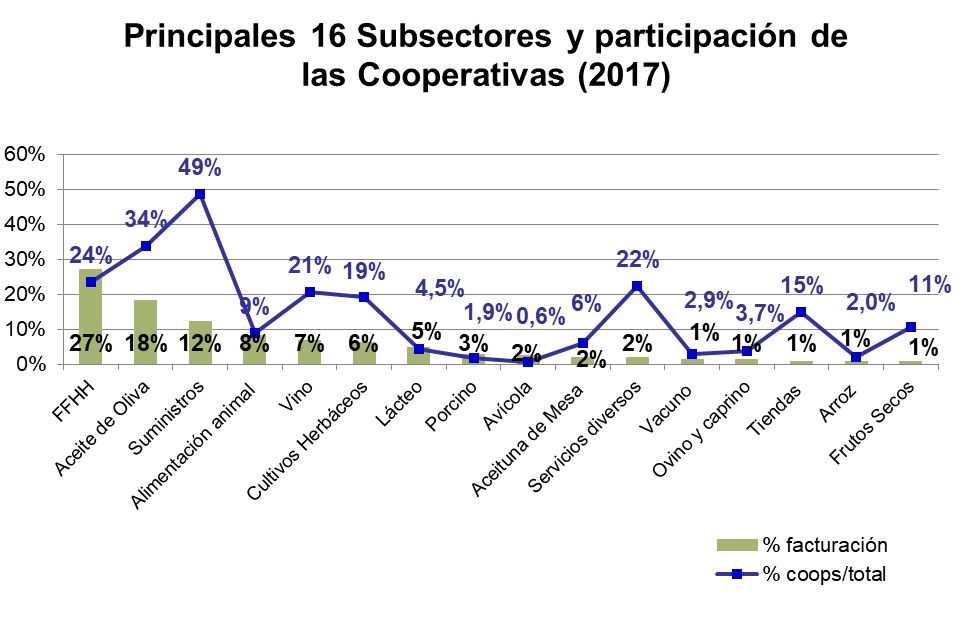 Principales 16 Subsectores y participación de
las Cooperativas (2017)
60%
50%
40%
30%
20%
10%
0%
24%
34%
49%
9%
21%
19%
4,5%
1,9%
0,6%
6%
22%
2,9%
3,7%
15%
2,0%
11%
27%
18%
12%
8%
7%
6%
5%
3%
2%
2%
2%
1%
1%
1%
1%
1%
FFHH
Aceite de Oliva
Suministros
Alimentación animal
Vino
Cultivos Herbáceos
Lácteo
Porcino
Avícola
Aceituna de Mesa
Servicios diversos
Vacuno
Ovino y caprino
Tiendas
Arroz
Frutos Secos
% facturación
% coops/total